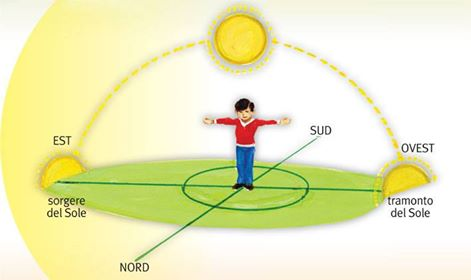 SUD
EST
OVEST
sorgere
del Sole
tramonto
del Sole
NORD